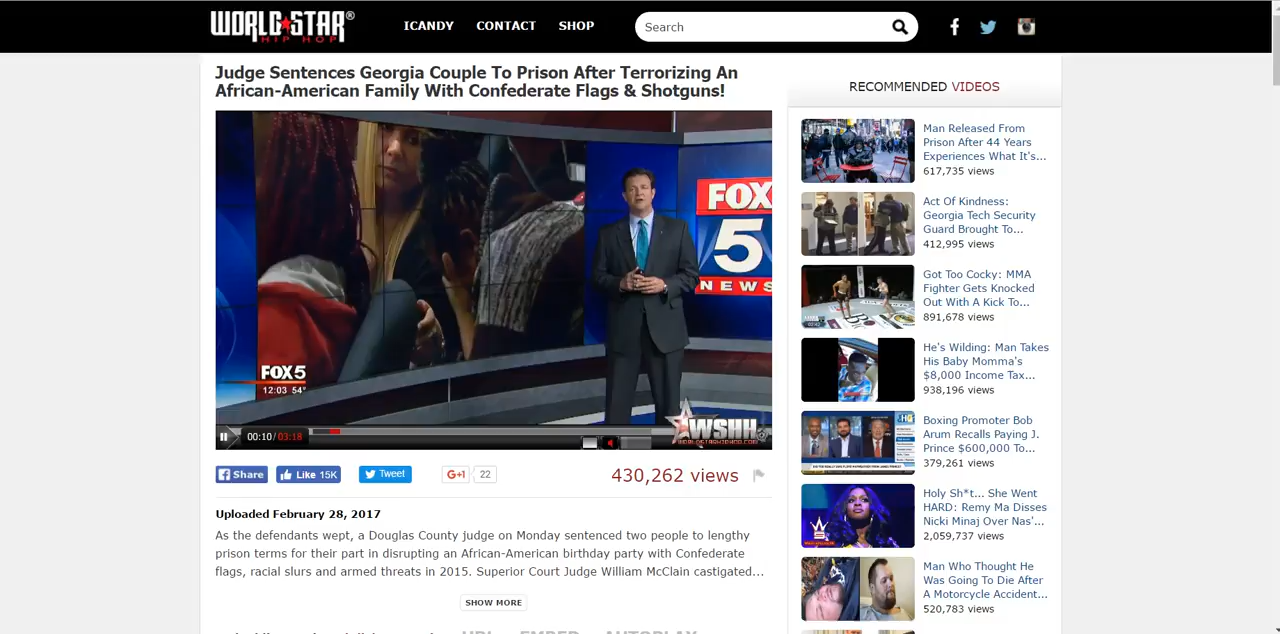 WORLD STAR®
HIP HOP
ICANDY
CONTACT
SHOP
Search
Judge Sentences Georgia Couple To Prison After Terrorizing An
African-American Family With Confederate Flags & Shotguns!
FOX
5
NEWS
FOX 5
12:03 54°
WSHH
WORLDSTARHIPHOP.COM
00:10/03:18
Share
Like 15K
Tweet
G+1
22
430,262 views
Uploaded February 28, 2017
As the defendants wept, a Douglas County judge on Monday sentenced two people to lengthy
prison terms for their part in disrupting an African-American birthday party with Confederate
flags, racial slurs and armed threats in 2015. Superior Court Judge William McClain castigated...
SHOW MORE
URL
EMBED
AUTOPLAY
RECOMMENDED VIDEOS
Man Released From
Prison After 44 Years
Experiences What It's...
617,735 views
Act Of Kindness:
Georgia Tech Security
Guard Brought To...
412,995 views
Got Too Cocky: MMA
Fighter Gets Knocked
Out With A Kick To...
891,678 views
He's Wilding: Man Takes
His Baby Momma's
$8,000 Income Tax...
938,196 views
Boxing Promoter Bob
Arum Recalls Paying J.
Prince $600,000 To...
379,261 views
Holy Sh*t... She Went
HARD: Remy Ma Disses
Nicki Minaj Over Nas'...
2,059,737 views
Man Who Thought He
Was Going To Die After
A Motorcycle Accident...
520,783 views